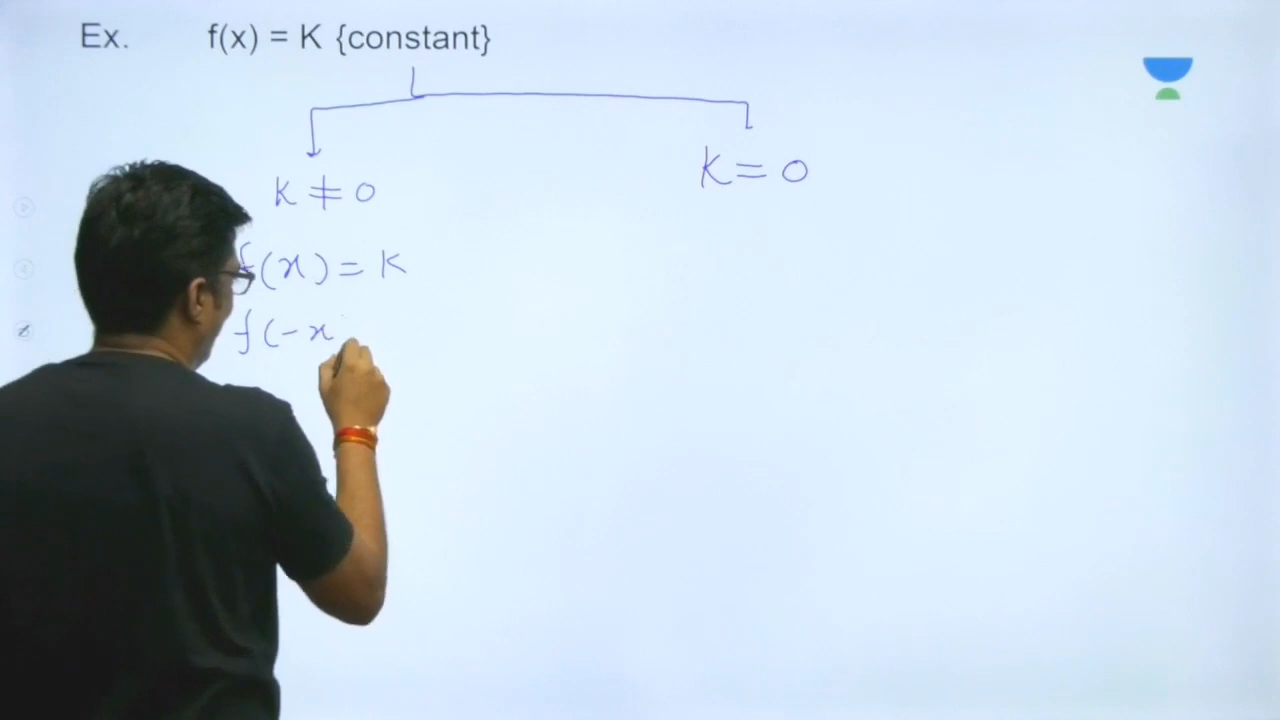 Ex. f(x) = K {constant}
K ≠ 0
K = 0
f(x) = K
f(-x